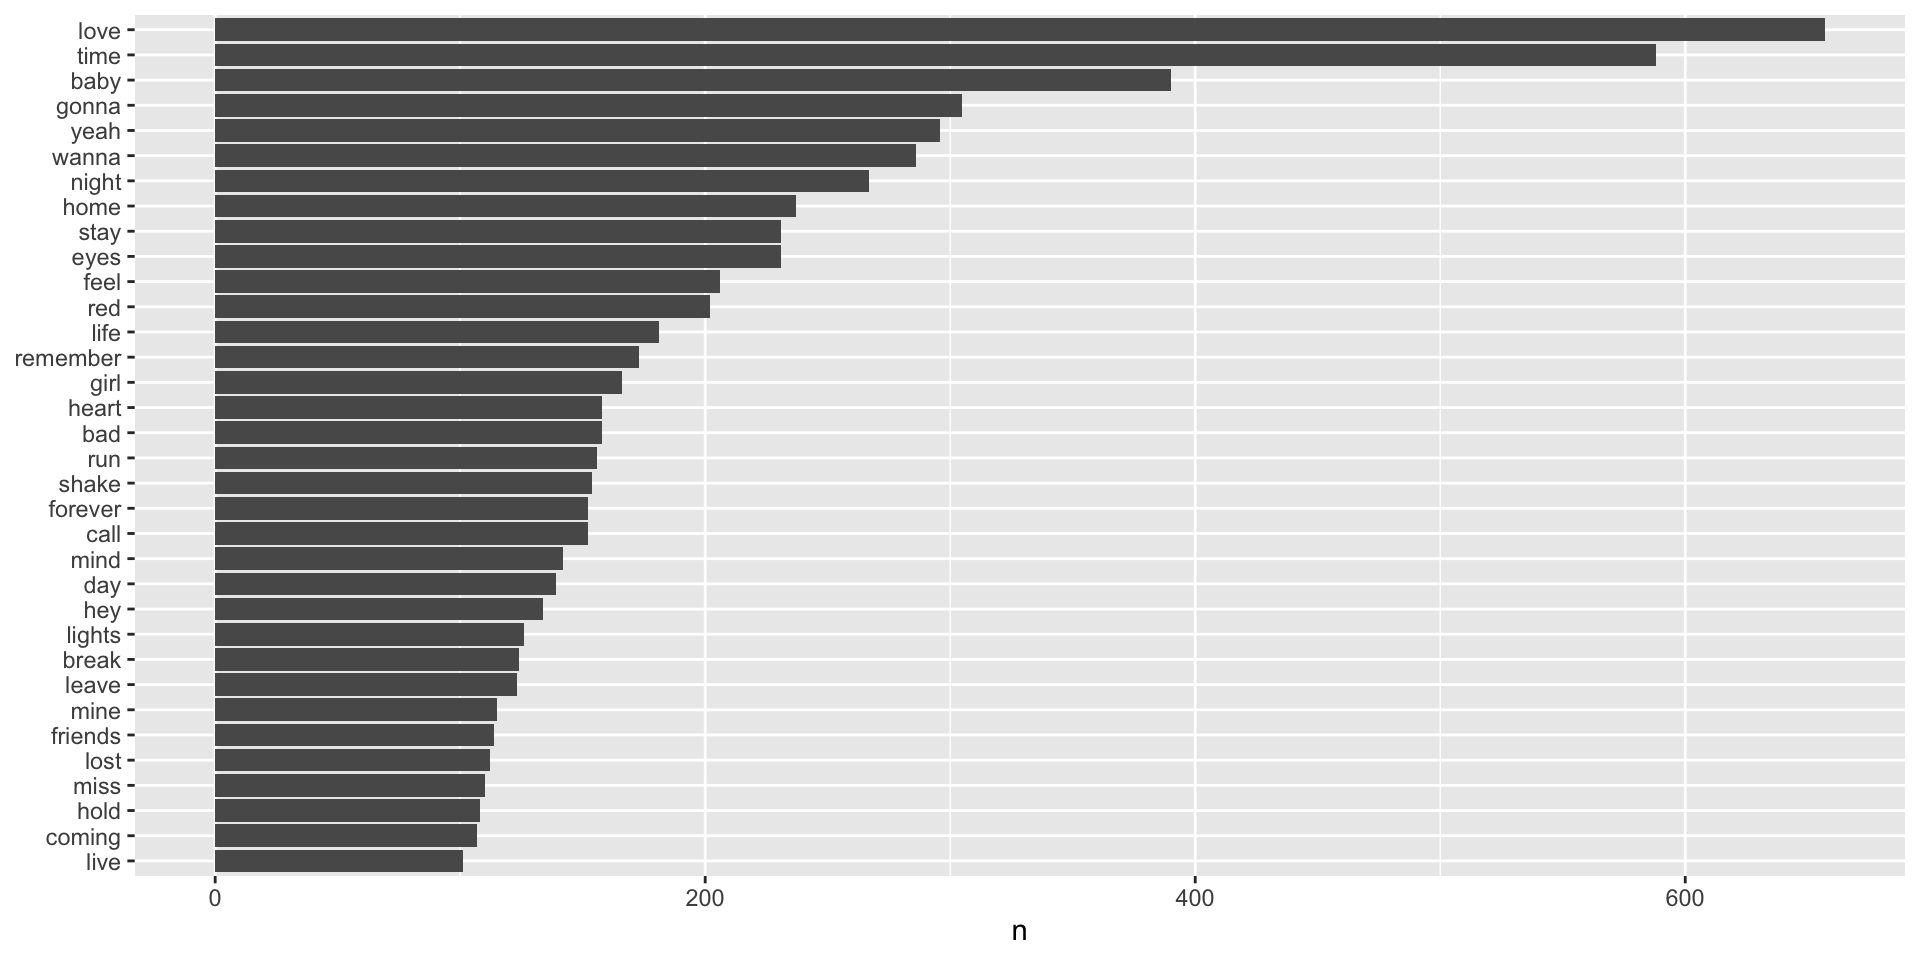 love
time
baby
gonna
yeah
wanna
night
home
stay
eyes
feel
red
life
remember
girl
heart
bad
run
shake
forever
call
mind
day
hey
lights
break
leave
mine
friends
lost
miss
hold
coming
live
0 200 400 600
n